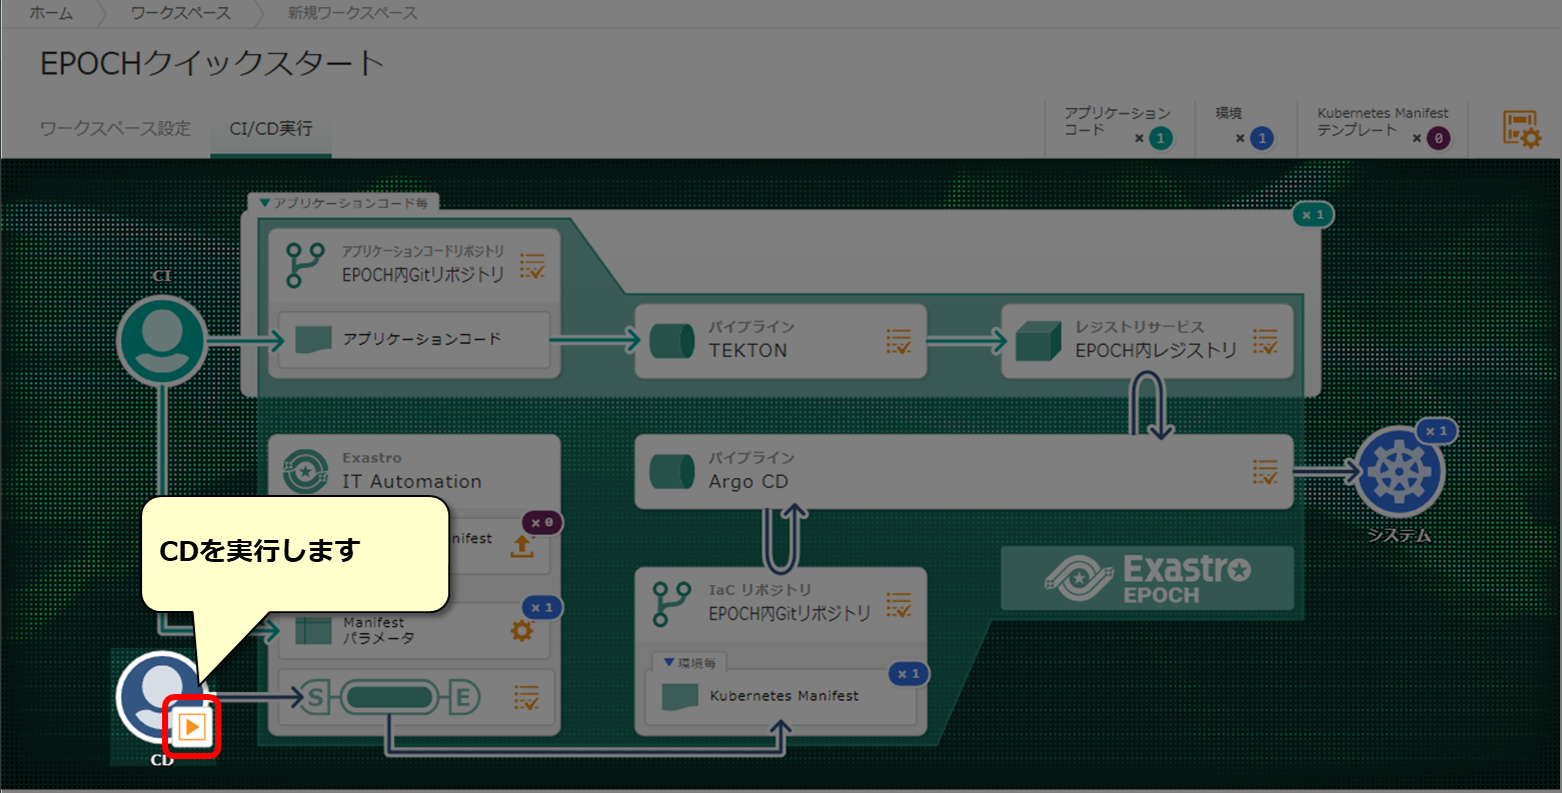 ホーム
ワークスペース
新規ワークスペース
EPOCHクイックスタート
ワークスペース設定
CI/CD実行
アプリケーション
コード
×1
環境
×1
Kubernetes Manifest
テンプレート
×0
▼アプリケーションコード毎
×1
アプリケーションコードリポジトリ
EPOCH内Gitリポジトリ
CI
アプリケーションコード
パイプライン
TEKTON
レジストリサービス
EPOCH内レジストリ
Exastro
IT Automation
パイプライン
Argo CD
×1
システム
CDを実行します
nifest
×0
Exastro
EPOCH
IaC リポジトリ
EPOCH内Gitリポジトリ
Manifest
パラメータ
×1
▼環境毎
×1
Kubernetes Manifest
S
E
CD